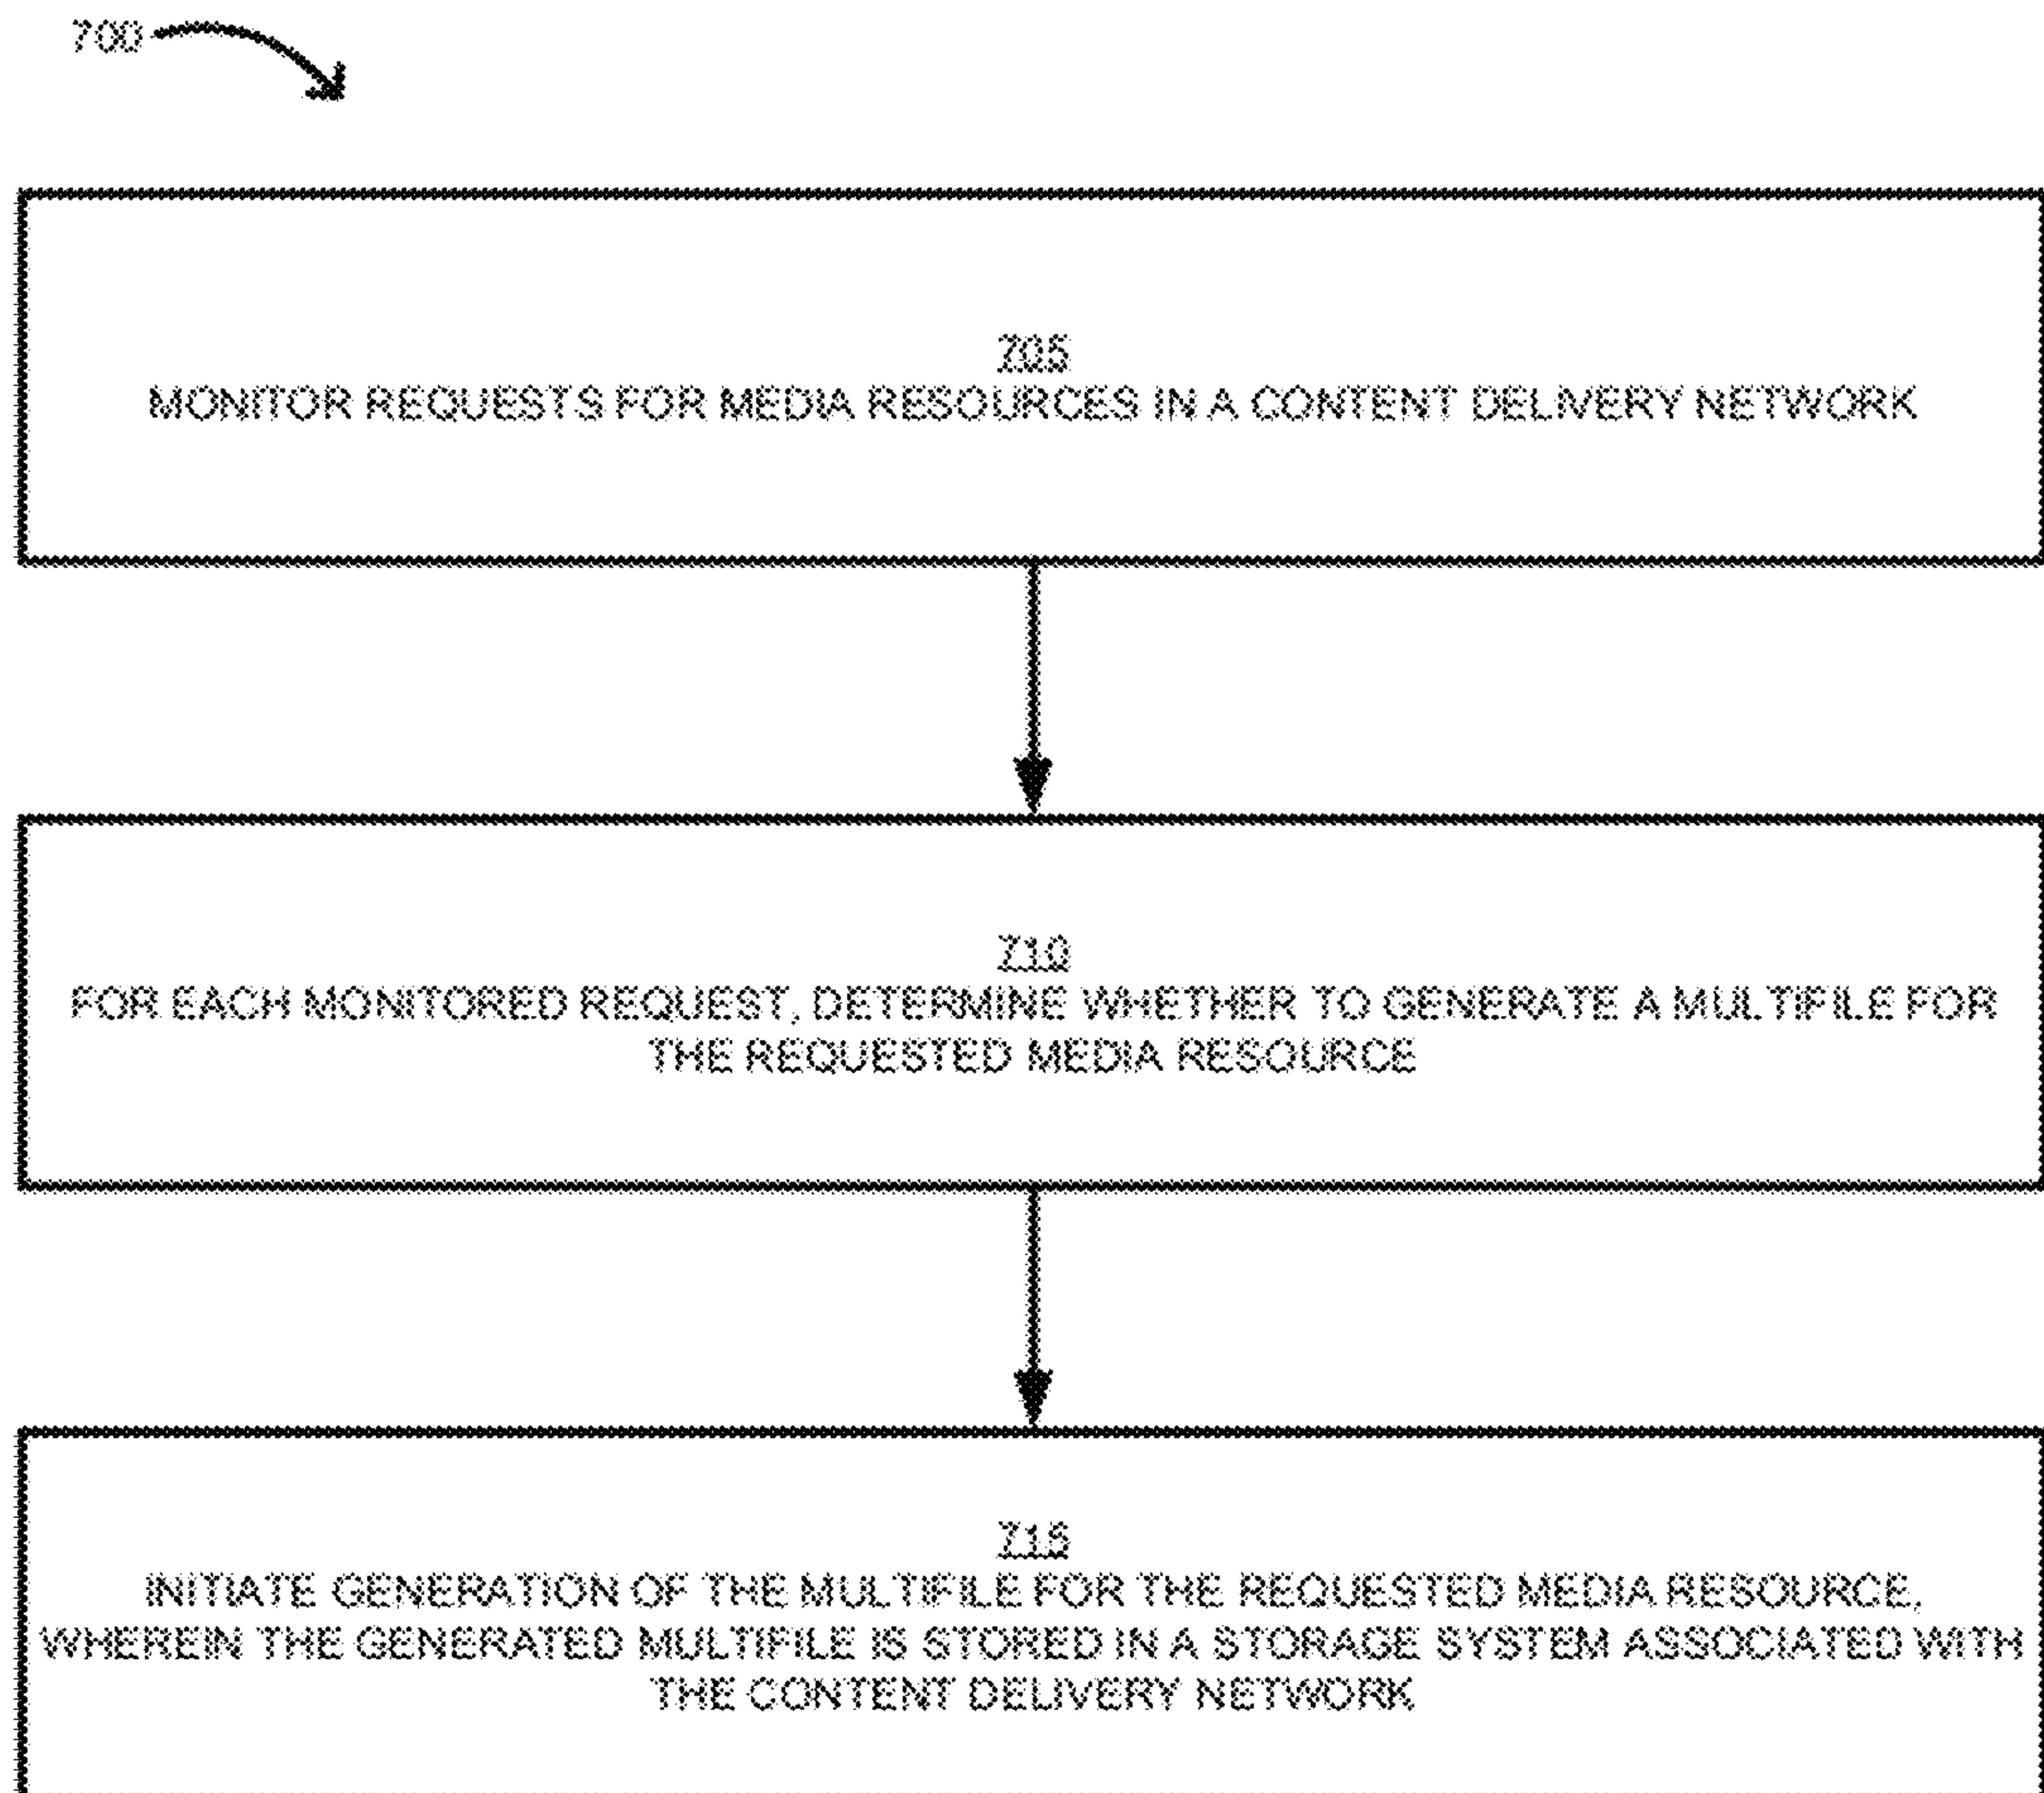 700
705
MONITOR REQUESTS FOR MEDIA RESOURCES IN A CONTENT DELIVERY NETWORK
710
FOR EACH MONITORED REQUEST, DETERMINE WHETHER TO GENERATE A MULTIFILE FOR
THE REQUESTED MEDIA RESOURCE
715
INITIATE GENERATION OF THE MULTIFILE FOR THE REQUESTED MEDIA RESOURCE,
WHEREIN THE GENERATED MULTIFILE IS STORED IN A STORAGE SYSTEM ASSOCIATED WITH
THE CONTENT DELIVERY NETWORK